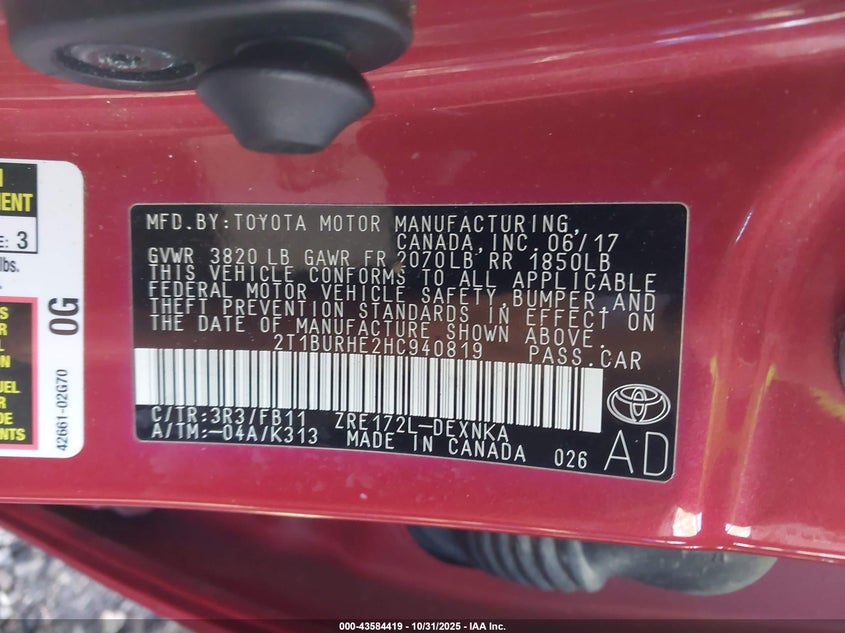 MFD.BY:TOYOTA MOTOR MANUFACTURING,
CANADA,INC.06/17
GVWR 3820 LB GAWR FR 2070LB, RR 1850LB
THIS VEHICLE CONFORMS TO ALL APPLICABLE
FEDERAL MOTOR VEHICLE SAFETY, BUMPER,AND
THEFT PREVENTION STANDARDS IN EFFECT ON
THE DATE OF MANUFACTURE SHOWN ABOVE.
2T1BURHE2HC940819 PASS.CAR
C/TR:3R3/FB11 ZRE172L-DEXNKA
A/TM:-04A/K313 MADE IN CANADA 026
AD
ENT
E: 3
lbs.
0G
42661-02G70
000-43584419 • 10/31/2025 • IAA Inc.